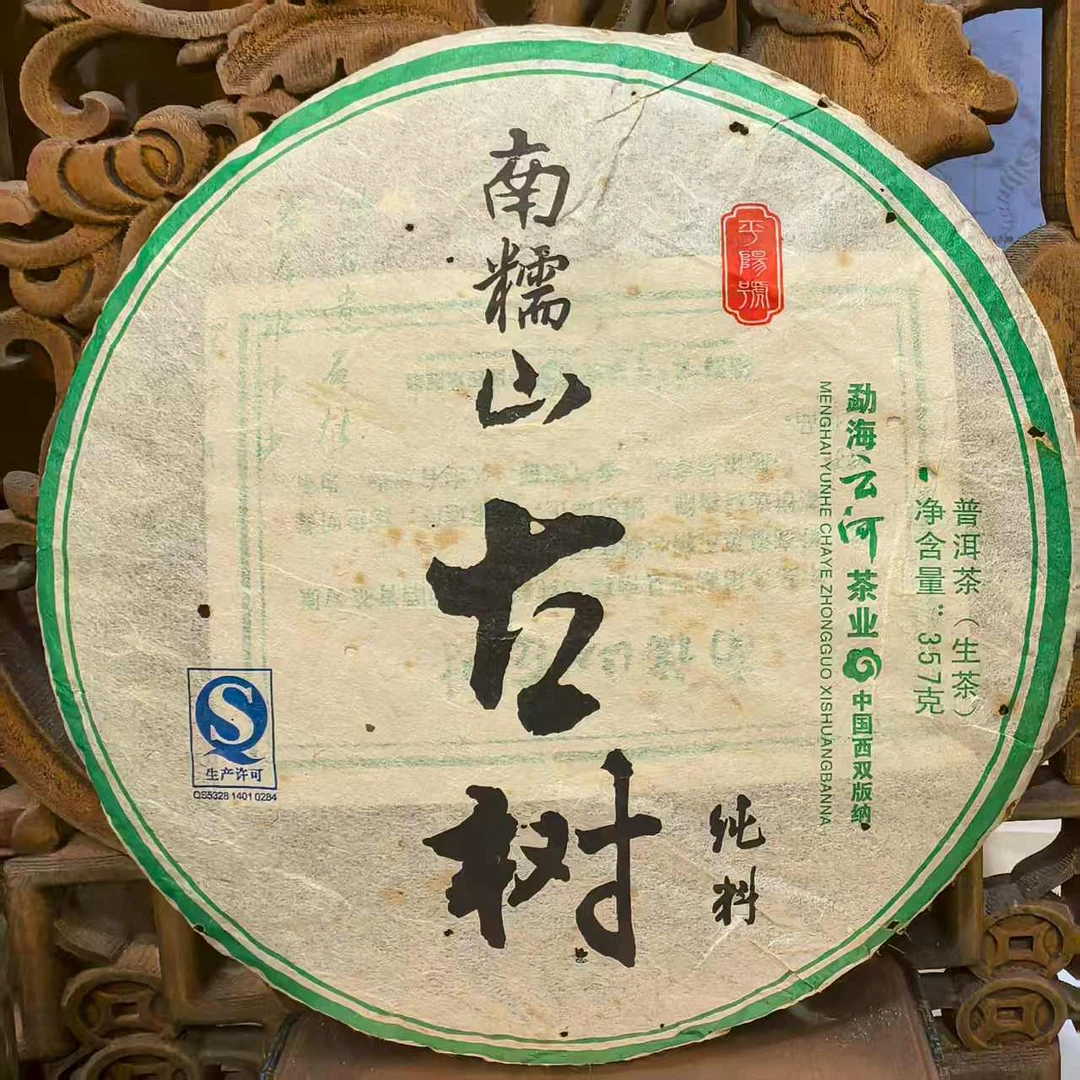 南糯山
古树
纯料
平陽號
勐海云河茶业 中国西双版纳
MENGHAI YUNHE CHAYE ZHONGGUO XISHUANGBANNA
普洱茶（生茶）
净含量：357克
生产许可
QS5328 1401 0284